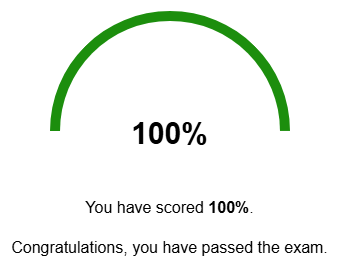 100%
You have scored 100%.
Congratulations, you have passed the exam.